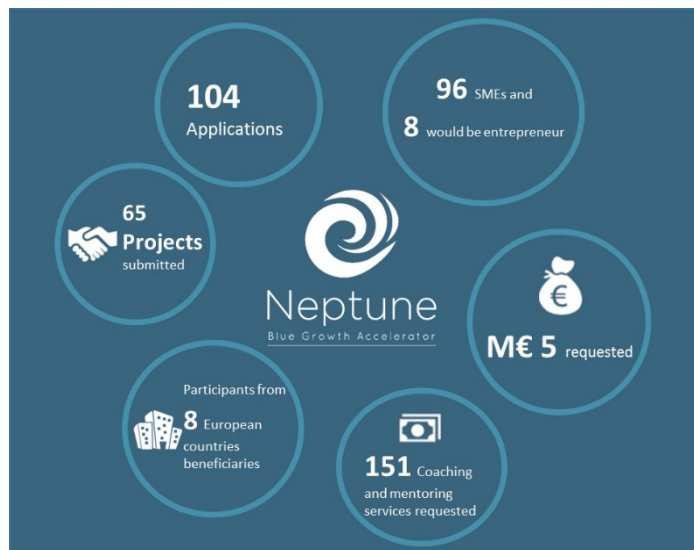 104
Applications
96 SMEs and
8 would be entrepreneur
65
Projects
submitted
Neptune
Blue Growth Accelerator
€
M€ 5 requested
Participants from
8 European
countries
beneficiaries
151 Coaching
and mentoring
services requested